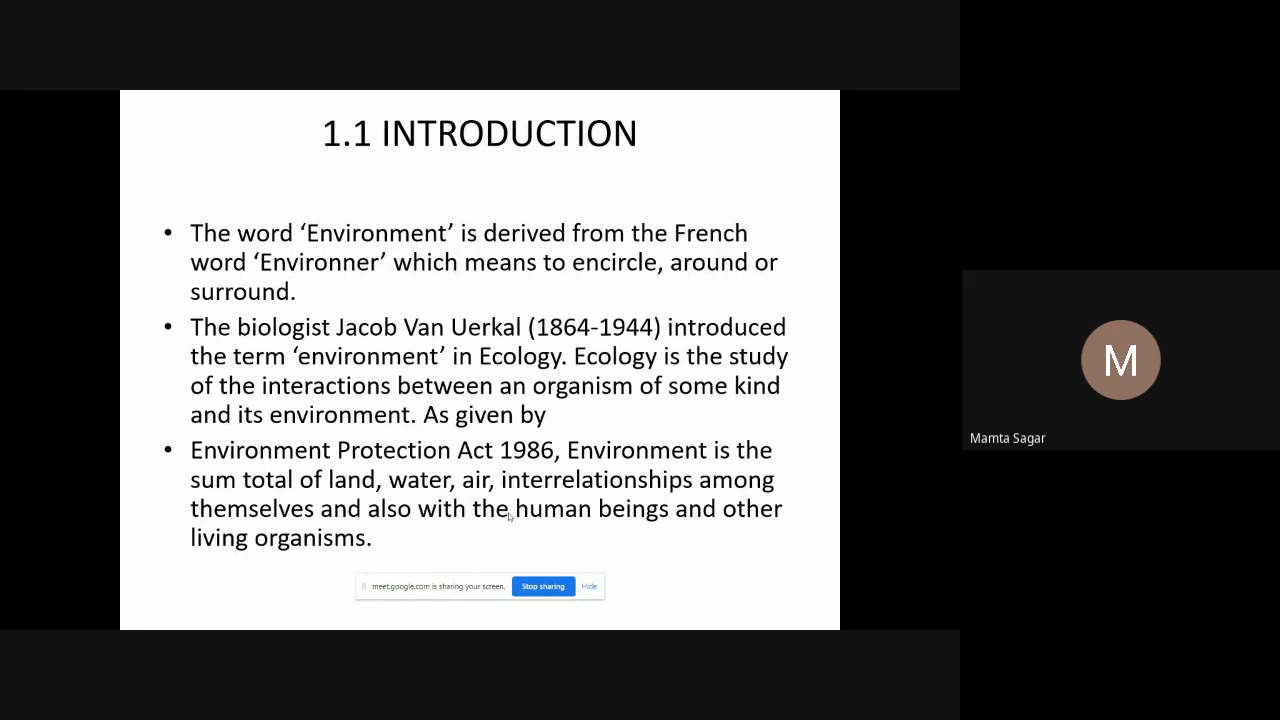 1.1 INTRODUCTION
• The word ‘Environment’ is derived from the French
word ‘Environner’ which means to encircle, around or
surround.
• The biologist Jacob Van Uerkal (1864-1944) introduced
the term ‘environment’ in Ecology. Ecology is the study
of the interactions between an organism of some kind
and its environment. As given by
• Environment Protection Act 1986, Environment is the
sum total of land, water, air, interrelationships among
themselves and also with the human beings and other
living organisms.
meet.google.com is sharing your screen. Stop sharing Hide
M
Mamta Sagar